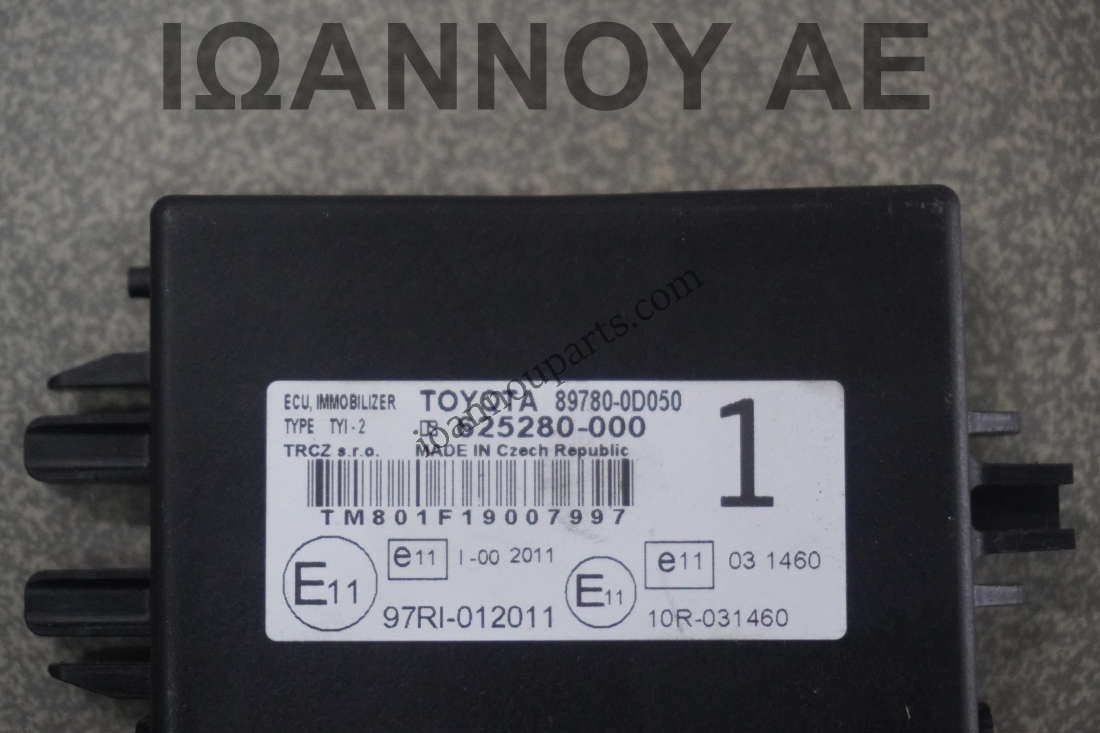 ΙΩΑΝΝΟΥ ΑΕ
ioannouparts.com
ECU, IMMOBILIZER TOYOTA 89780-0D050
TYPE TYI-2 625280-000
TRCZ s.r.o. MADE IN Czech Republic
1
TM801F19007997
E11 e11 I-00 2011
97RI-012011
E11 e11 03 1460
10R-031460